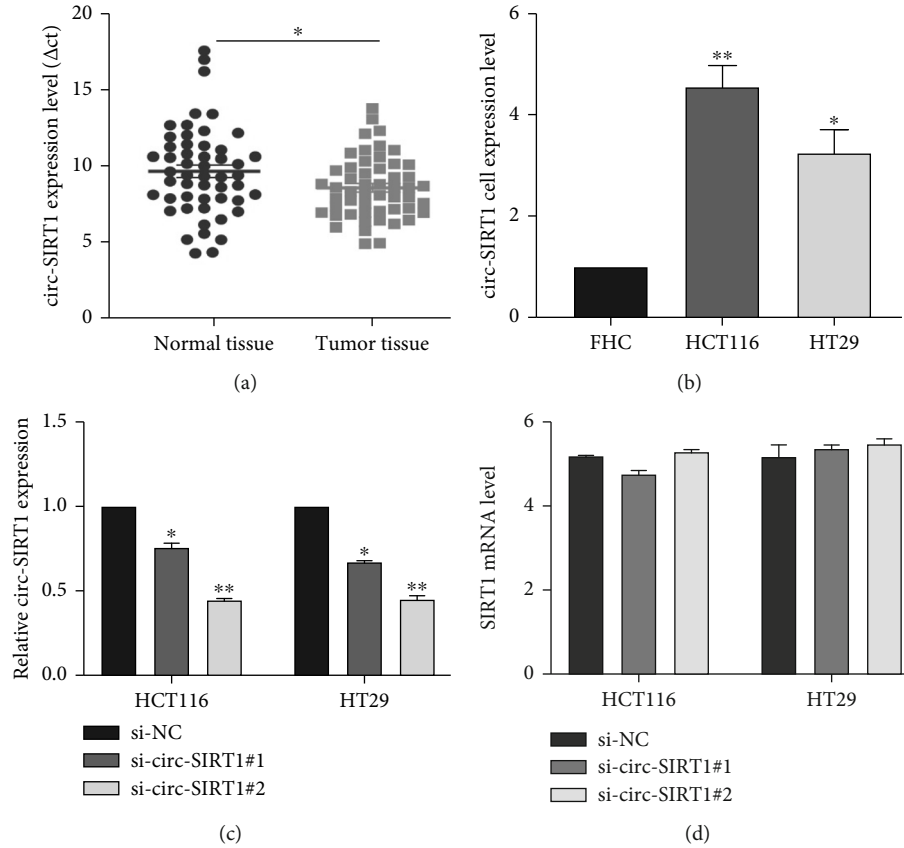 circ-SIRT1 expression level (Δct)
20
15
10
5
0
*
Normal tissue
Tumor tissue
(a)
circ-SIRT1 cell expression level
6
4
2
0
**
*
FHC
HCT116
HT29
(b)
Relative circ-SIRT1 expression
1.5
1.0
0.5
0.0
*
**
*
**
HCT116
HT29
si-NC
si-circ-SIRT1#1
si-circ-SIRT1#2
(c)
SIRT1 mRNA level
6
4
2
0
HCT116
HT29
si-NC
si-circ-SIRT1#1
si-circ-SIRT1#2
(d)